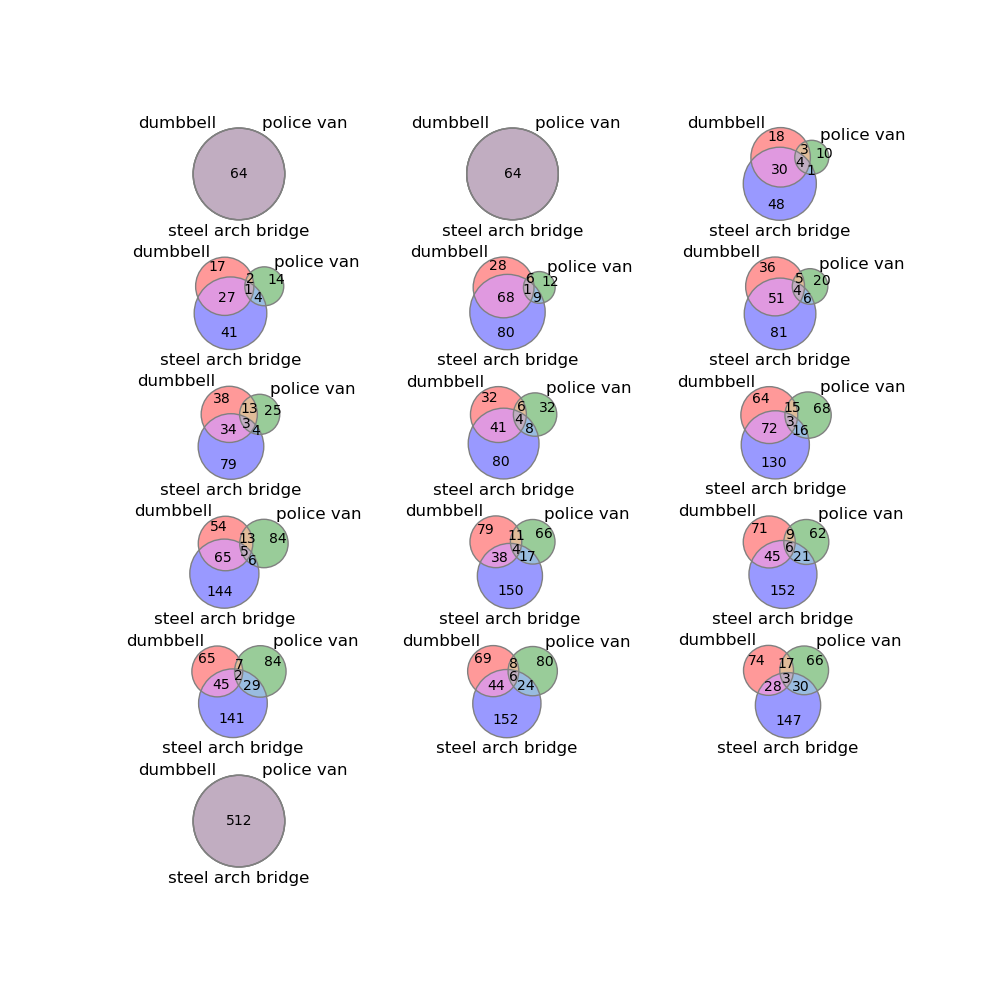 dumbbell police van
64
steel arch bridge
dumbbell police van
64
steel arch bridge
dumbbell police van
18
3 10
30 4 1
48
steel arch bridge
dumbbell police van
17
2 14
27 1 4
41
steel arch bridge
dumbbell police van
28
6 12
68 1 9
80
steel arch bridge
dumbbell police van
36
5 20
51 4 6
81
steel arch bridge
dumbbell police van
38
13 25
34 3 4
79
steel arch bridge
dumbbell police van
32
6 32
41 4 8
80
steel arch bridge
dumbbell police van
64
15 68
72 3 16
130
steel arch bridge
dumbbell police van
54
13 84
65 5 6
144
steel arch bridge
dumbbell police van
79
11 66
38 4 17
150
steel arch bridge
dumbbell police van
71
9 62
45 6 21
152
steel arch bridge
dumbbell police van
65
7 84
45 2 29
141
steel arch bridge
dumbbell police van
69
8 80
44 6 24
152
steel arch bridge
dumbbell police van
74
17 66
28 3 30
147
steel arch bridge
dumbbell police van
512
steel arch bridge